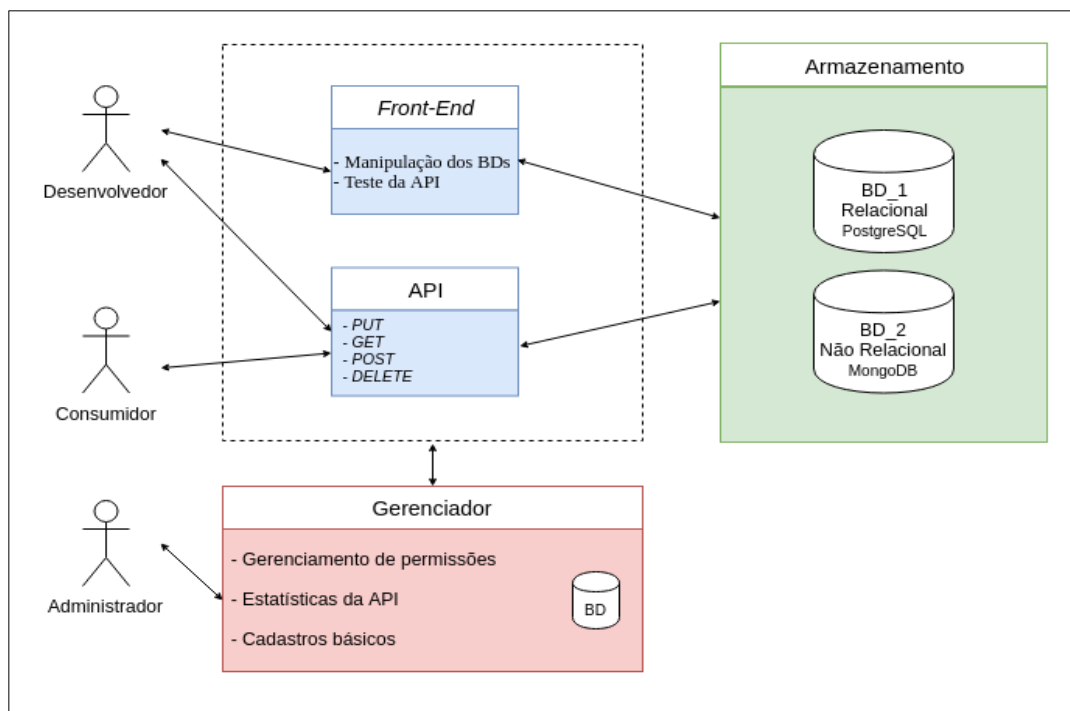 Armazenamento
Front-End
- Manipulação dos BDs
- Teste da API
Desenvolvedor
BD_1
Relacional
PostgreSQL
API
- PUT
- GET
- POST
- DELETE
BD_2
Não Relacional
MongoDB
Consumidor
Gerenciador
- Gerenciamento de permissões
- Estatísticas da API
- Cadastros básicos
BD
Administrador